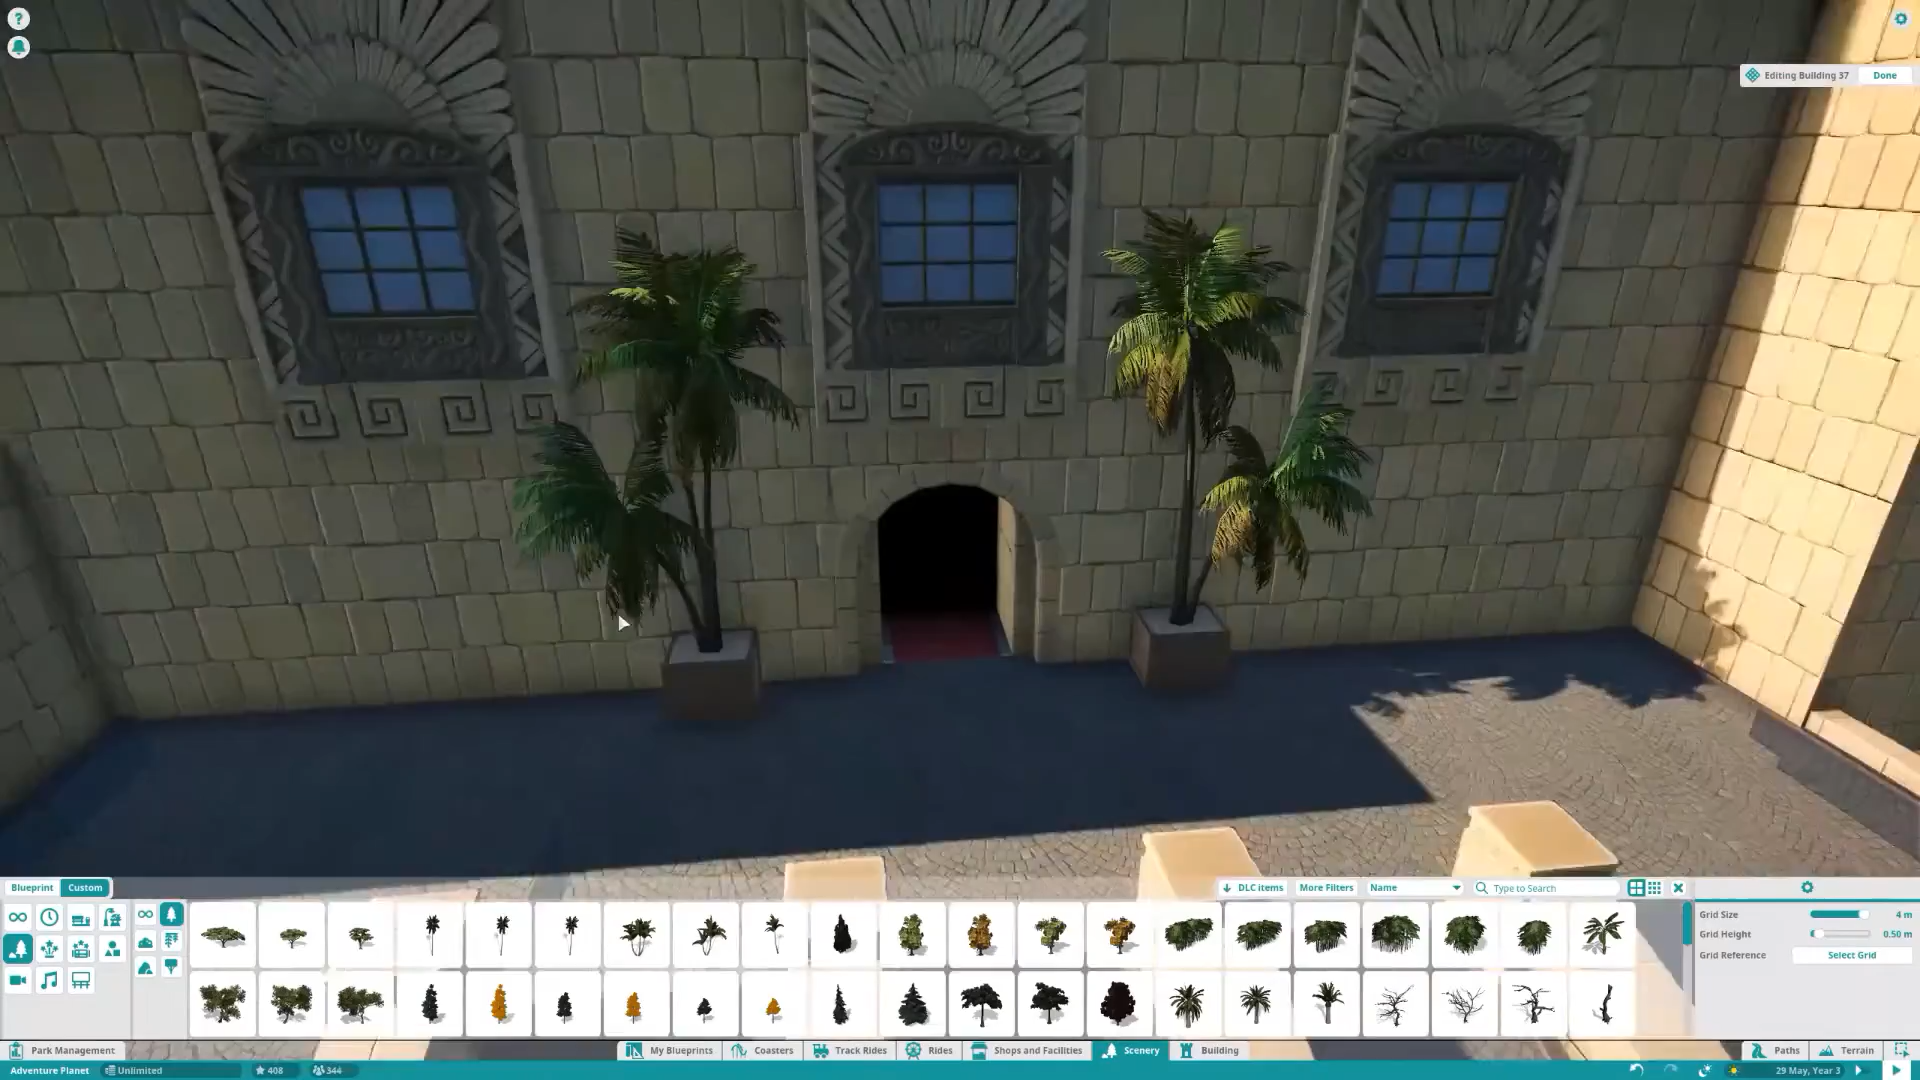 ?
Editing Building 37 Done
Blueprint Custom
DLC items More Filters Name Type to Search
Grid Size 4 m
Grid Height 0.50 m
Grid Reference Select Grid
Park Management My Blueprints Coasters Track Rides Rides Shops and Facilities Scenery Building Paths Terrain
Adventure Planet Unlimited 408 344 29 May, Year 3